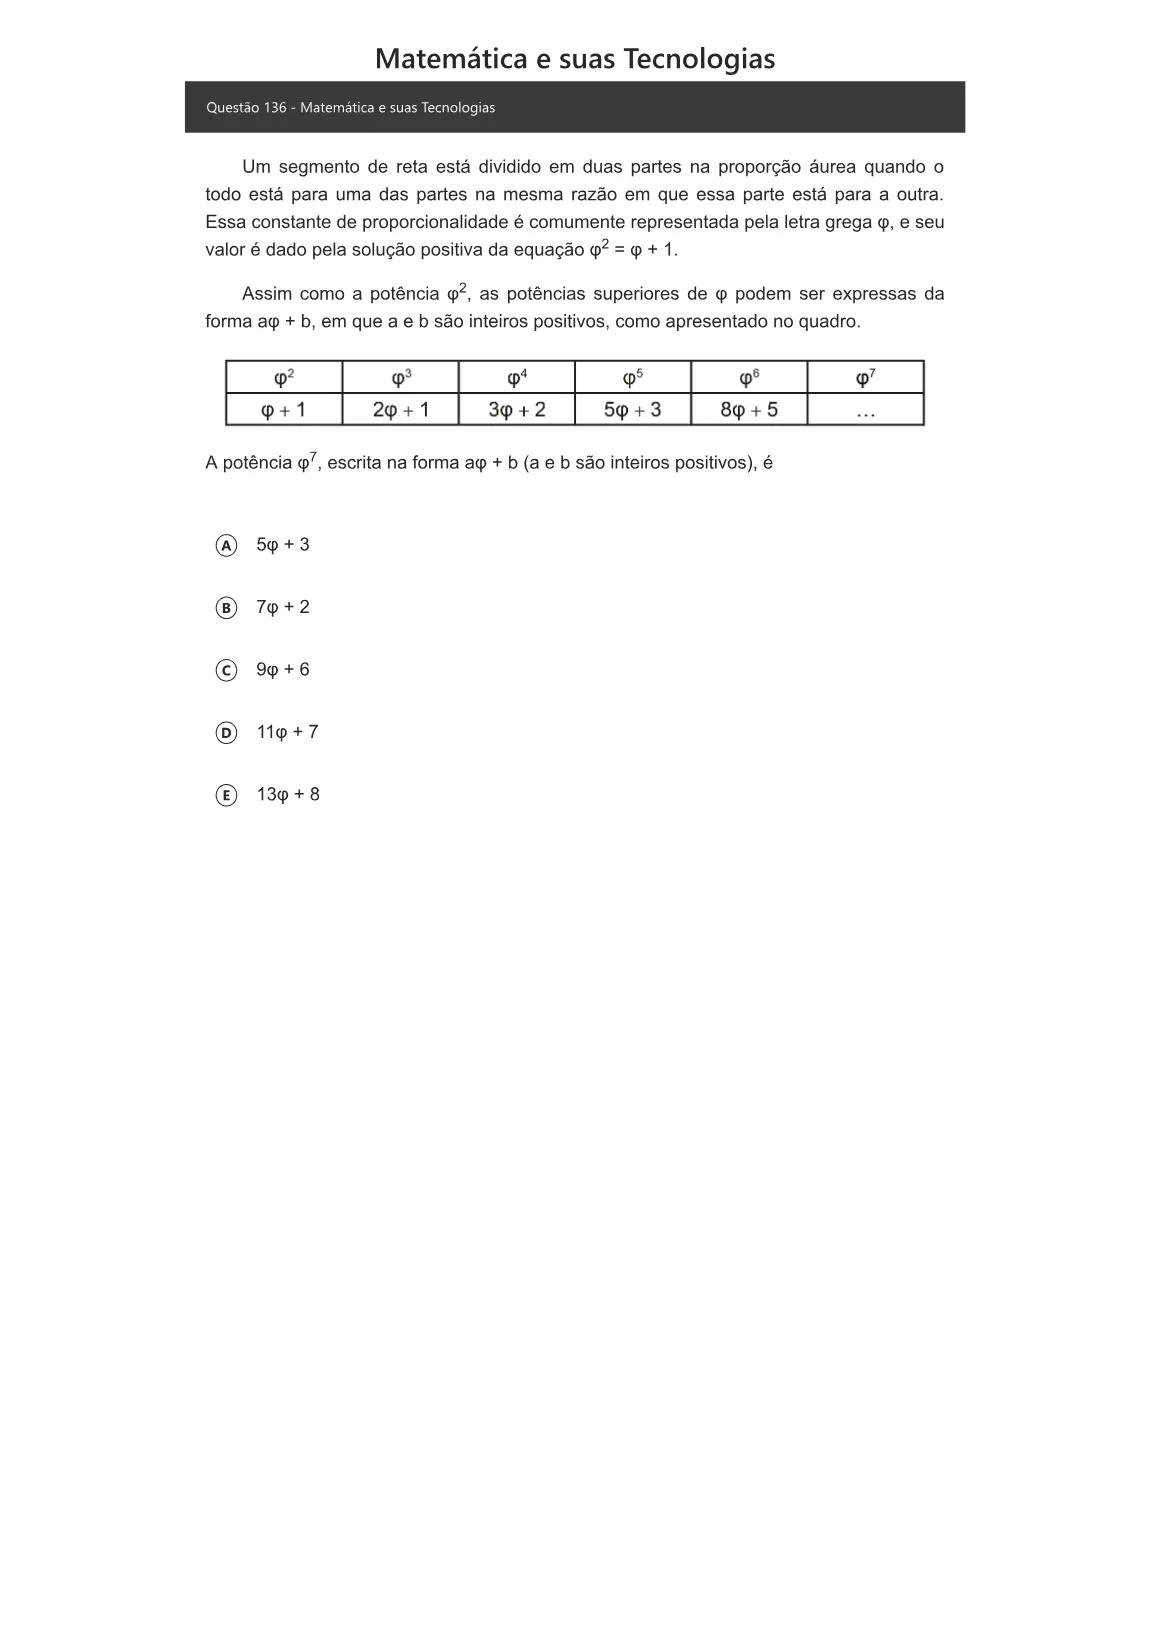 Matemática e suas Tecnologias
Questão 136 - Matemática e suas Tecnologias
Um segmento de reta está dividido em duas partes na proporção áurea quando o
todo está para uma das partes na mesma razão em que essa parte está para a outra.
Essa constante de proporcionalidade é comumente representada pela letra grega φ, e seu
valor é dado pela solução positiva da equação φ² = φ + 1.
Assim como a potência φ², as potências superiores de φ podem ser expressas da
forma aφ + b, em que a e b são inteiros positivos, como apresentado no quadro.
φ² φ³ φ⁴ φ⁵ φ⁶ φ⁷
φ + 1 2φ + 1 3φ + 2 5φ + 3 8φ + 5 ...
A potência φ⁷, escrita na forma aφ + b (a e b são inteiros positivos), é
A 5φ + 3
B 7φ + 2
C 9φ + 6
D 11φ + 7
E 13φ + 8